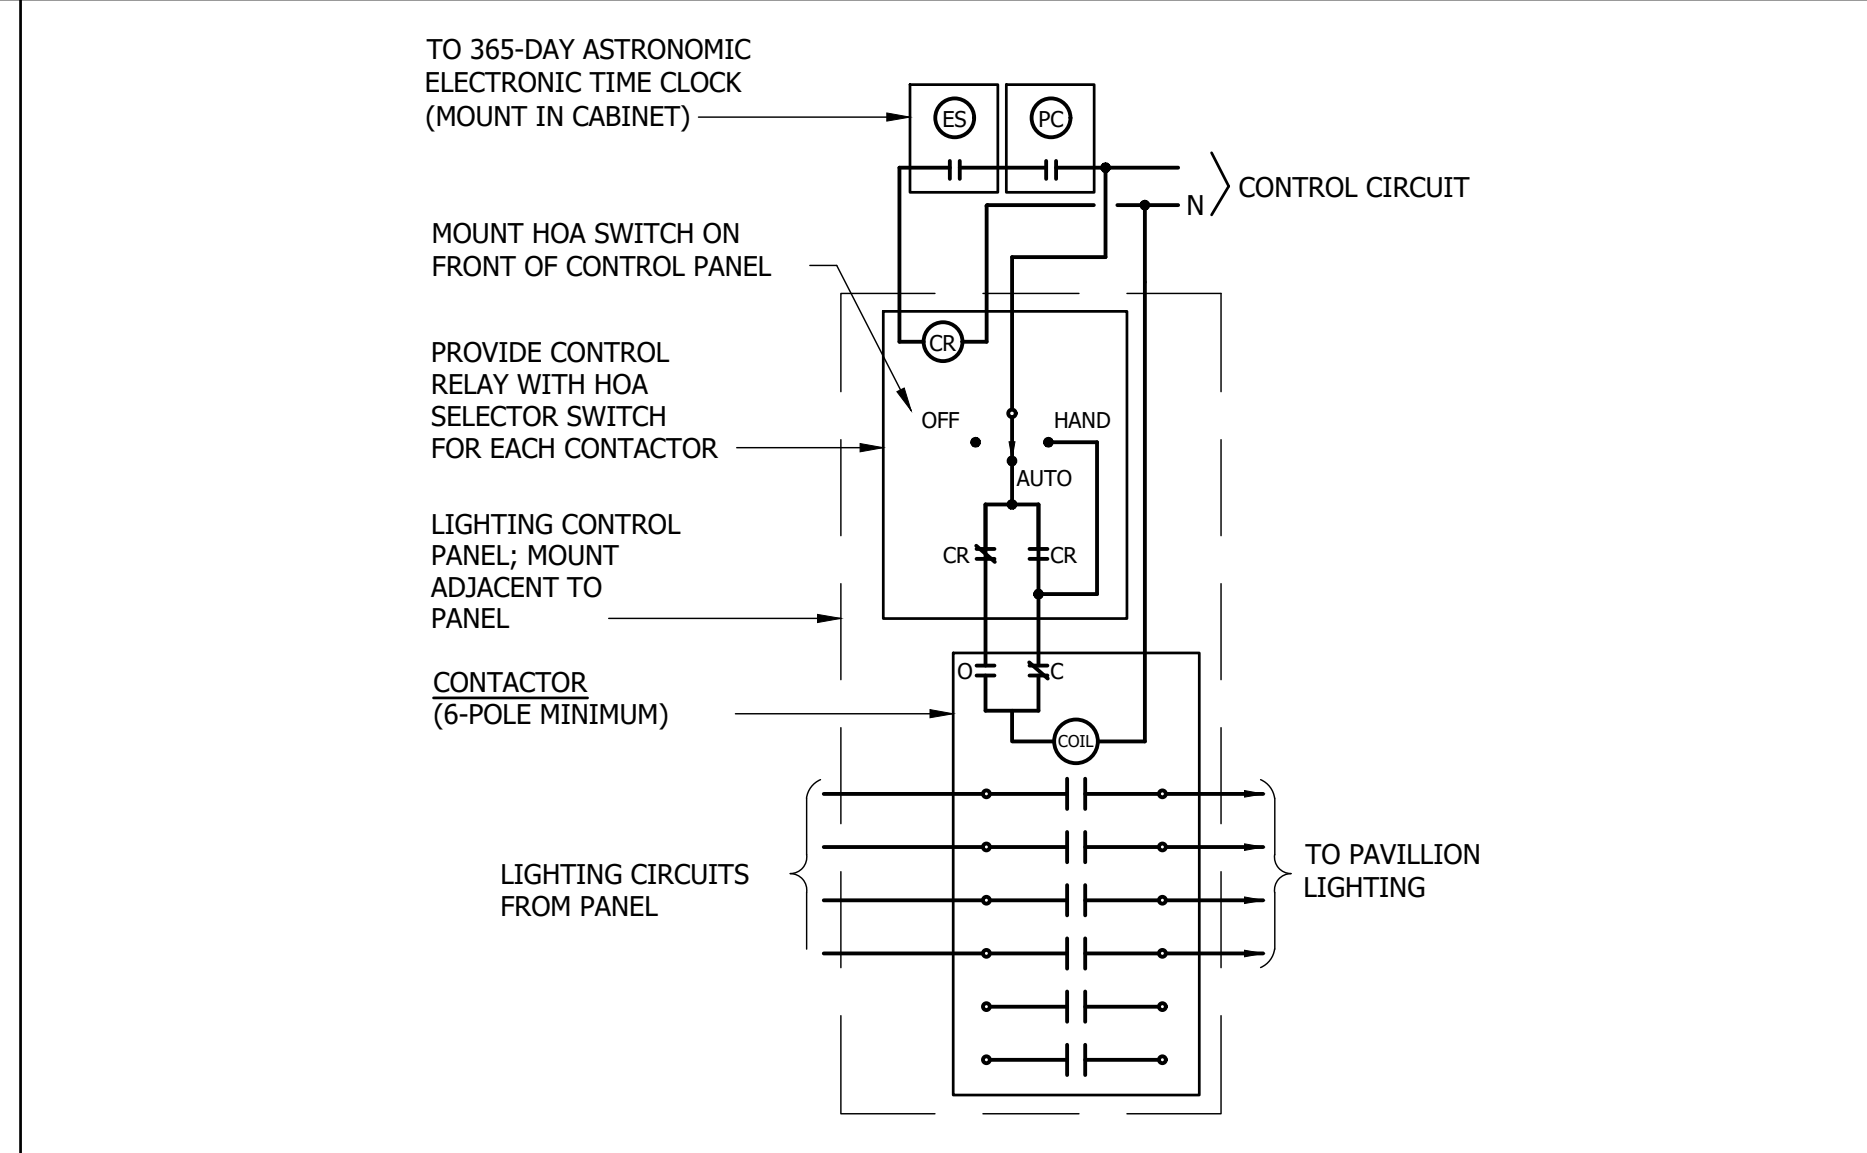 TO 365-DAY ASTRONOMIC
ELECTRONIC TIME CLOCK
(MOUNT IN CABINET)
ES
PC
CONTROL CIRCUIT
N
MOUNT HOA SWITCH ON
FRONT OF CONTROL PANEL
CR
PROVIDE CONTROL
RELAY WITH HOA
SELECTOR SWITCH
FOR EACH CONTACTOR
OFF
HAND
AUTO
CR
CR
LIGHTING CONTROL
PANEL; MOUNT
ADJACENT TO
PANEL
O
C
CONTACTOR
(6-POLE MINIMUM)
COIL
LIGHTING CIRCUITS
FROM PANEL
TO PAVILLION
LIGHTING